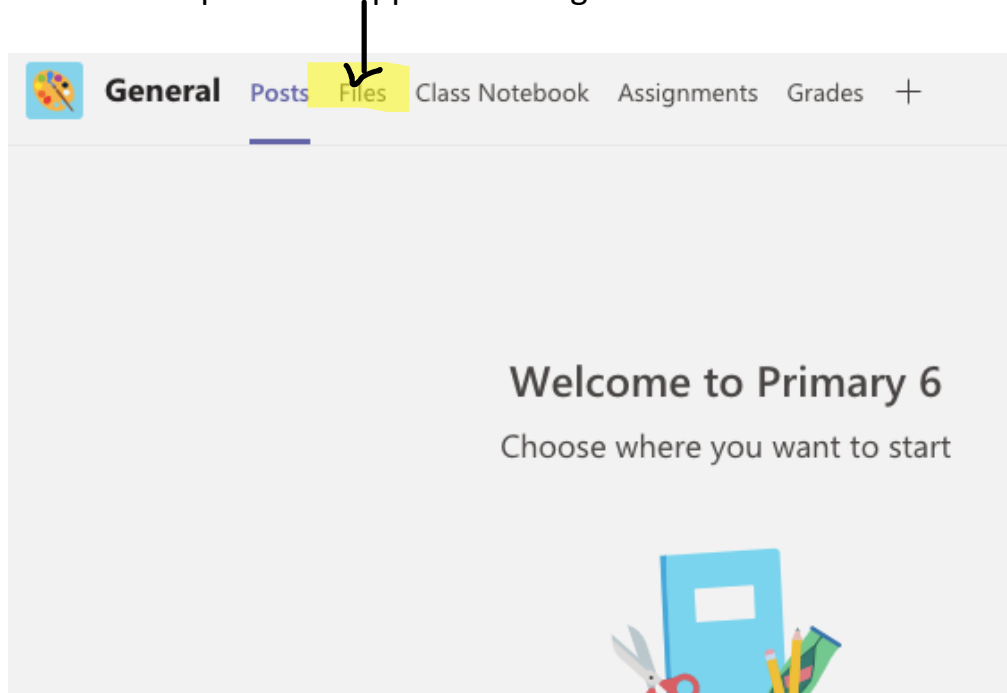 General Posts Files Class Notebook Assignments Grades +
Welcome to Primary 6
Choose where you want to start